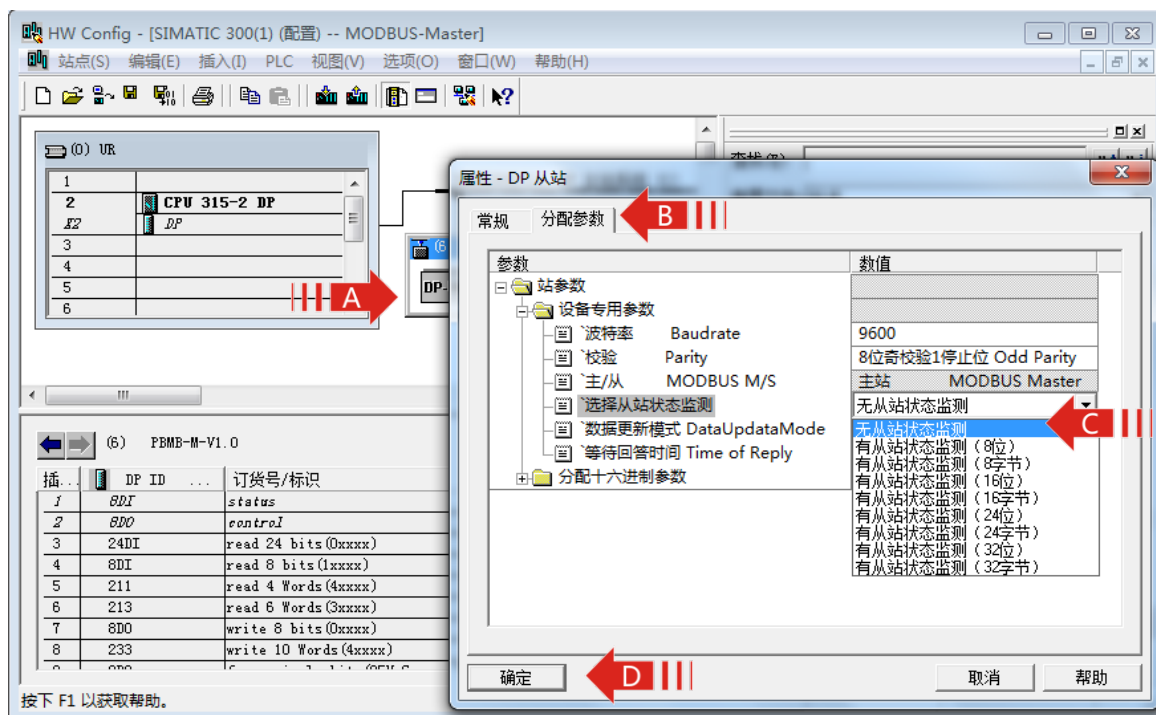 HW Config - [SIMATIC 300(1) (配置) -- MODBUS-Master]
站点(S) 编辑(E) 插入(I) PLC 视图(V) 选项(O) 窗口(W) 帮助(H)
(0) UR
1
2 CPU 315-2 DP
X2 DP
3
4
5
6
A
(6
DP-
属性 - DP 从站
常规 分配参数
B
参数 数值
站参数
设备专用参数
`波特率 Baudrate 9600
`校验 Parity 8位奇校验1停止位 Odd Parity
`主/从 MODBUS M/S 主站 MODBUS Master
`选择从站状态监测 无从站状态监测
`数据更新模式 DataUpdataMode
`等待回答时间 Time of Reply
分配十六进制参数
无从站状态监测
有从站状态监测(8位)
有从站状态监测(8字节)
有从站状态监测(16位)
有从站状态监测(16字节)
有从站状态监测(24位)
有从站状态监测(24字节)
有从站状态监测(32位)
有从站状态监测(32字节)
C
确定 取消 帮助
D
(6) PBMB-M-V1.0
插... DP ID ... 订货号/标识
1 8DI status
2 8DO control
3 24DI read 24 bits(0xxxx)
4 8DI read 8 bits(1xxxx)
5 211 read 4 Words(4xxxx)
6 213 read 6 Words(3xxxx)
7 8DO write 8 bits(0xxxx)
8 233 write 10 Words(4xxxx)
按下 F1 以获取帮助。